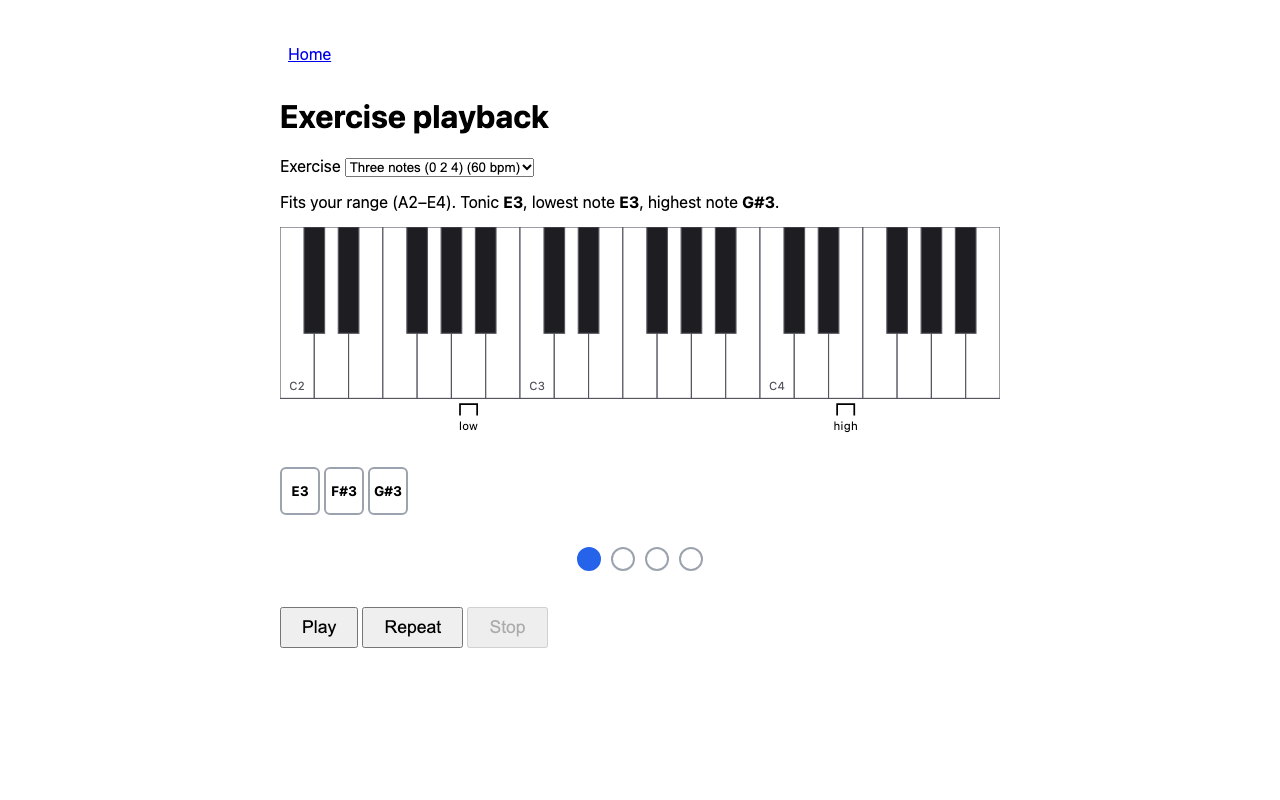 Home
Exercise playback
Exercise Three notes (0 2 4) (60 bpm)
Fits your range (A2–E4). Tonic E3, lowest note E3, highest note G#3.
C2 C3 C4
low high
E3 F#3 G#3
Play Repeat Stop